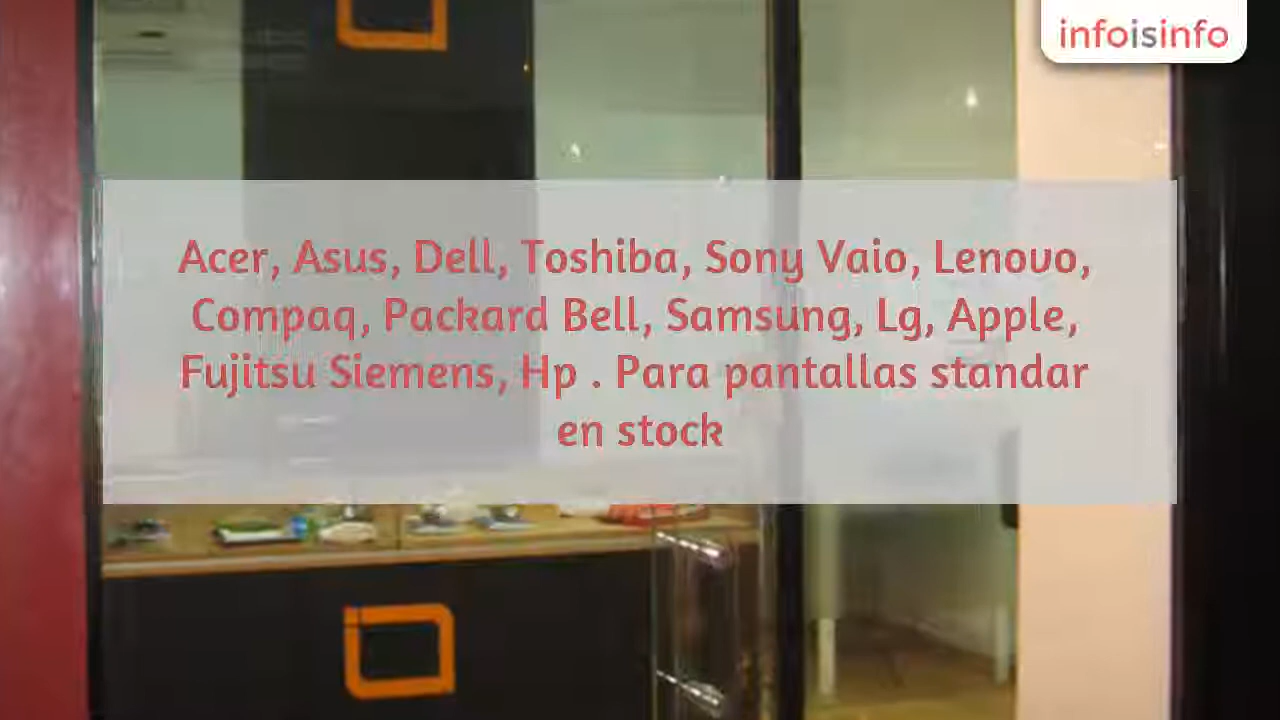 infoisinfo
Acer, Asus, Dell, Toshiba, Sony Vaio, Lenovo,
Compaq, Packard Bell, Samsung, Lg, Apple,
Fujitsu Siemens, Hp . Para pantallas standar
en stock